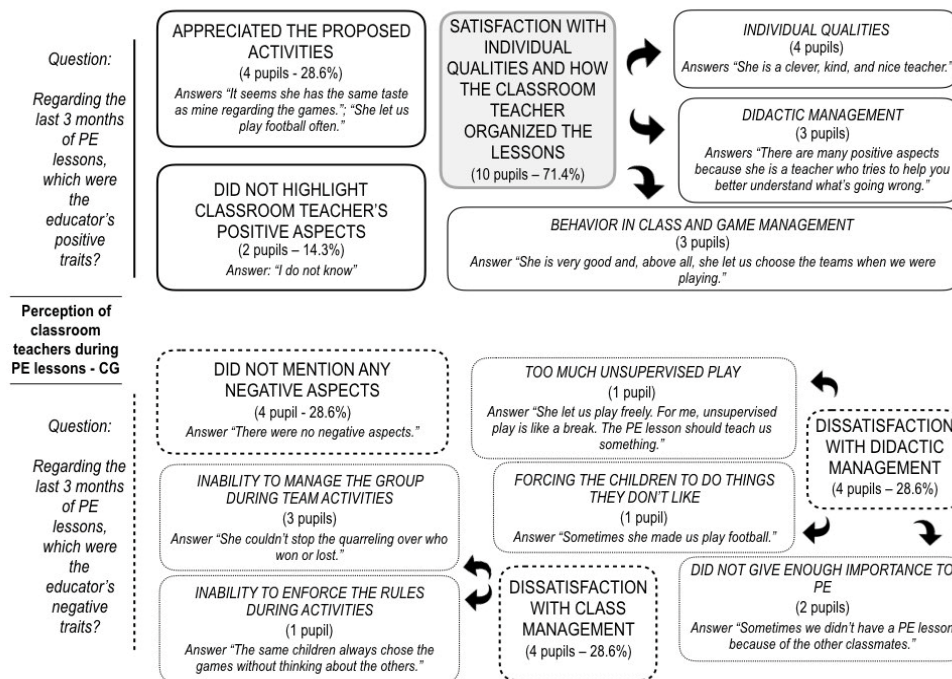 Question:
Regarding the
last 3 months
of PE
lessons,
which were
the
educator's
positive
traits?
APPRECIATED THE PROPOSED
ACTIVITIES
(4 pupils - 28.6%)
Answers “It seems she has the same taste
as mine regarding the games.”; “She let us
play football often.”
DID NOT HIGHLIGHT
CLASSROOM TEACHER’S
POSITIVE ASPECTS
(2 pupils – 14.3%)
Answer: “I do not know”
SATISFACTION WITH
INDIVIDUAL
QUALITIES AND HOW
THE CLASSROOM
TEACHER
ORGANIZED THE
LESSONS
(10 pupils – 71.4%)
INDIVIDUAL QUALITIES
(4 pupils)
Answers “She is a clever, kind, and nice teacher.”
DIDACTIC MANAGEMENT
(3 pupils)
Answers “There are many positive aspects
because she is a teacher who tries to help you
better understand what’s going wrong.”
BEHAVIOR IN CLASS AND GAME MANAGEMENT
(3 pupils)
Answer “She is very good and, above all, she let us choose the teams when we were
playing.”
Perception of
classroom
teachers during
PE lessons - CG
Question:
Regarding the
last 3 months
of PE
lessons,
which were
the
educator's
negative
traits?
DID NOT MENTION ANY
NEGATIVE ASPECTS
(4 pupil - 28.6%)
Answer “There were no negative aspects.”
INABILITY TO MANAGE THE GROUP
DURING TEAM ACTIVITIES
(3 pupils)
Answer “She couldn’t stop the quarreling over who
won or lost.”
INABILITY TO ENFORCE THE RULES
DURING ACTIVITIES
(1 pupil)
Answer “The same children always chose the
games without thinking about the others.”
DISSATISFACTION
WITH CLASS
MANAGEMENT
(4 pupils – 28.6%)
TOO MUCH UNSUPERVISED PLAY
(1 pupil)
Answer “She let us play freely. For me, unsupervised
play is like a break. The PE lesson should teach us
something.”
FORCING THE CHILDREN TO DO THINGS
THEY DON’T LIKE
(1 pupil)
Answer “Sometimes she made us play football.”
DISSATISFACTION
WITH DIDACTIC
MANAGEMENT
(4 pupils – 28.6%)
DID NOT GIVE ENOUGH IMPORTANCE TO
PE
(2 pupils)
Answer “Sometimes we didn’t have a PE lesson
because of the other classmates.”